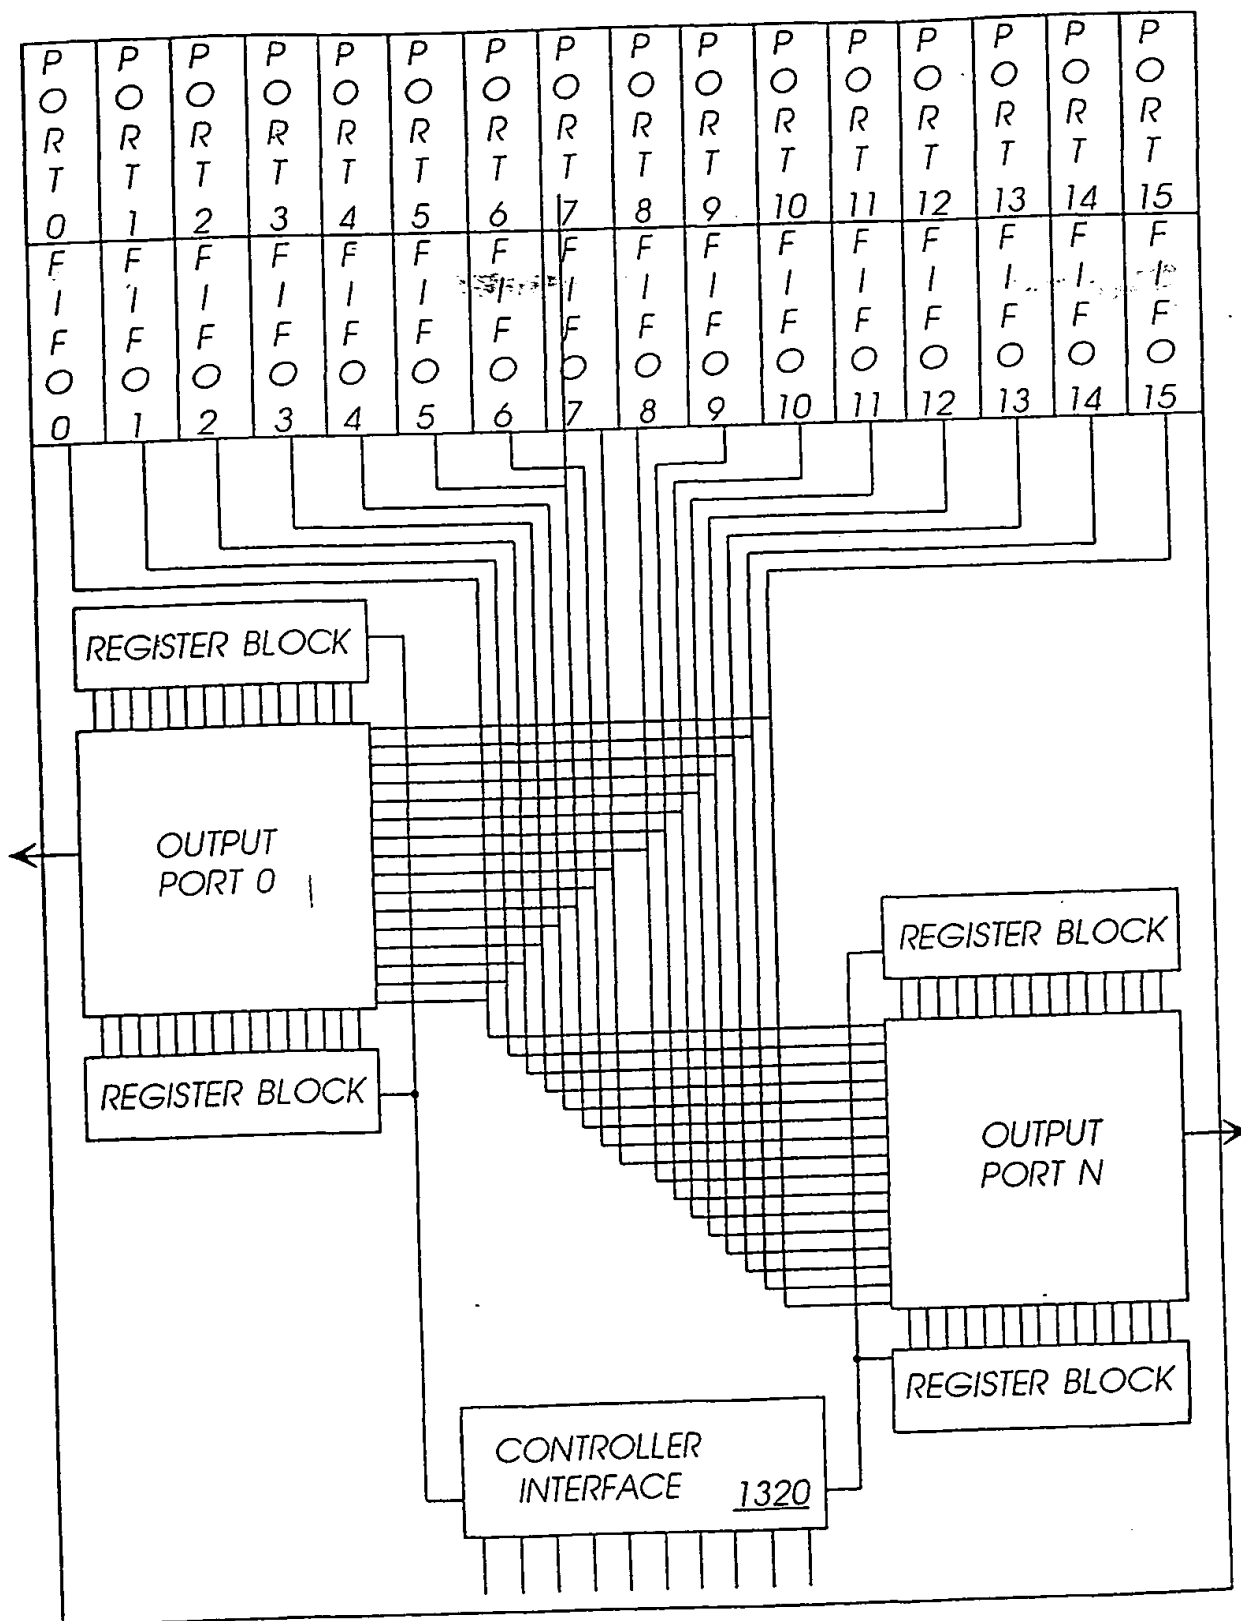 PORT 0
PORT 1
PORT 2
PORT 3
PORT 4
PORT 5
PORT 6
PORT 7
PORT 8
PORT 9
PORT 10
PORT 11
PORT 12
PORT 13
PORT 14
PORT 15
FIFO 0
FIFO 1
FIFO 2
FIFO 3
FIFO 4
FIFO 5
FIFO 6
FIFO 7
FIFO 8
FIFO 9
FIFO 10
FIFO 11
FIFO 12
FIFO 13
FIFO 14
FIFO 15
REGISTER BLOCK
OUTPUT
PORT 0
REGISTER BLOCK
REGISTER BLOCK
OUTPUT
PORT N
REGISTER BLOCK
CONTROLLER
INTERFACE 1320